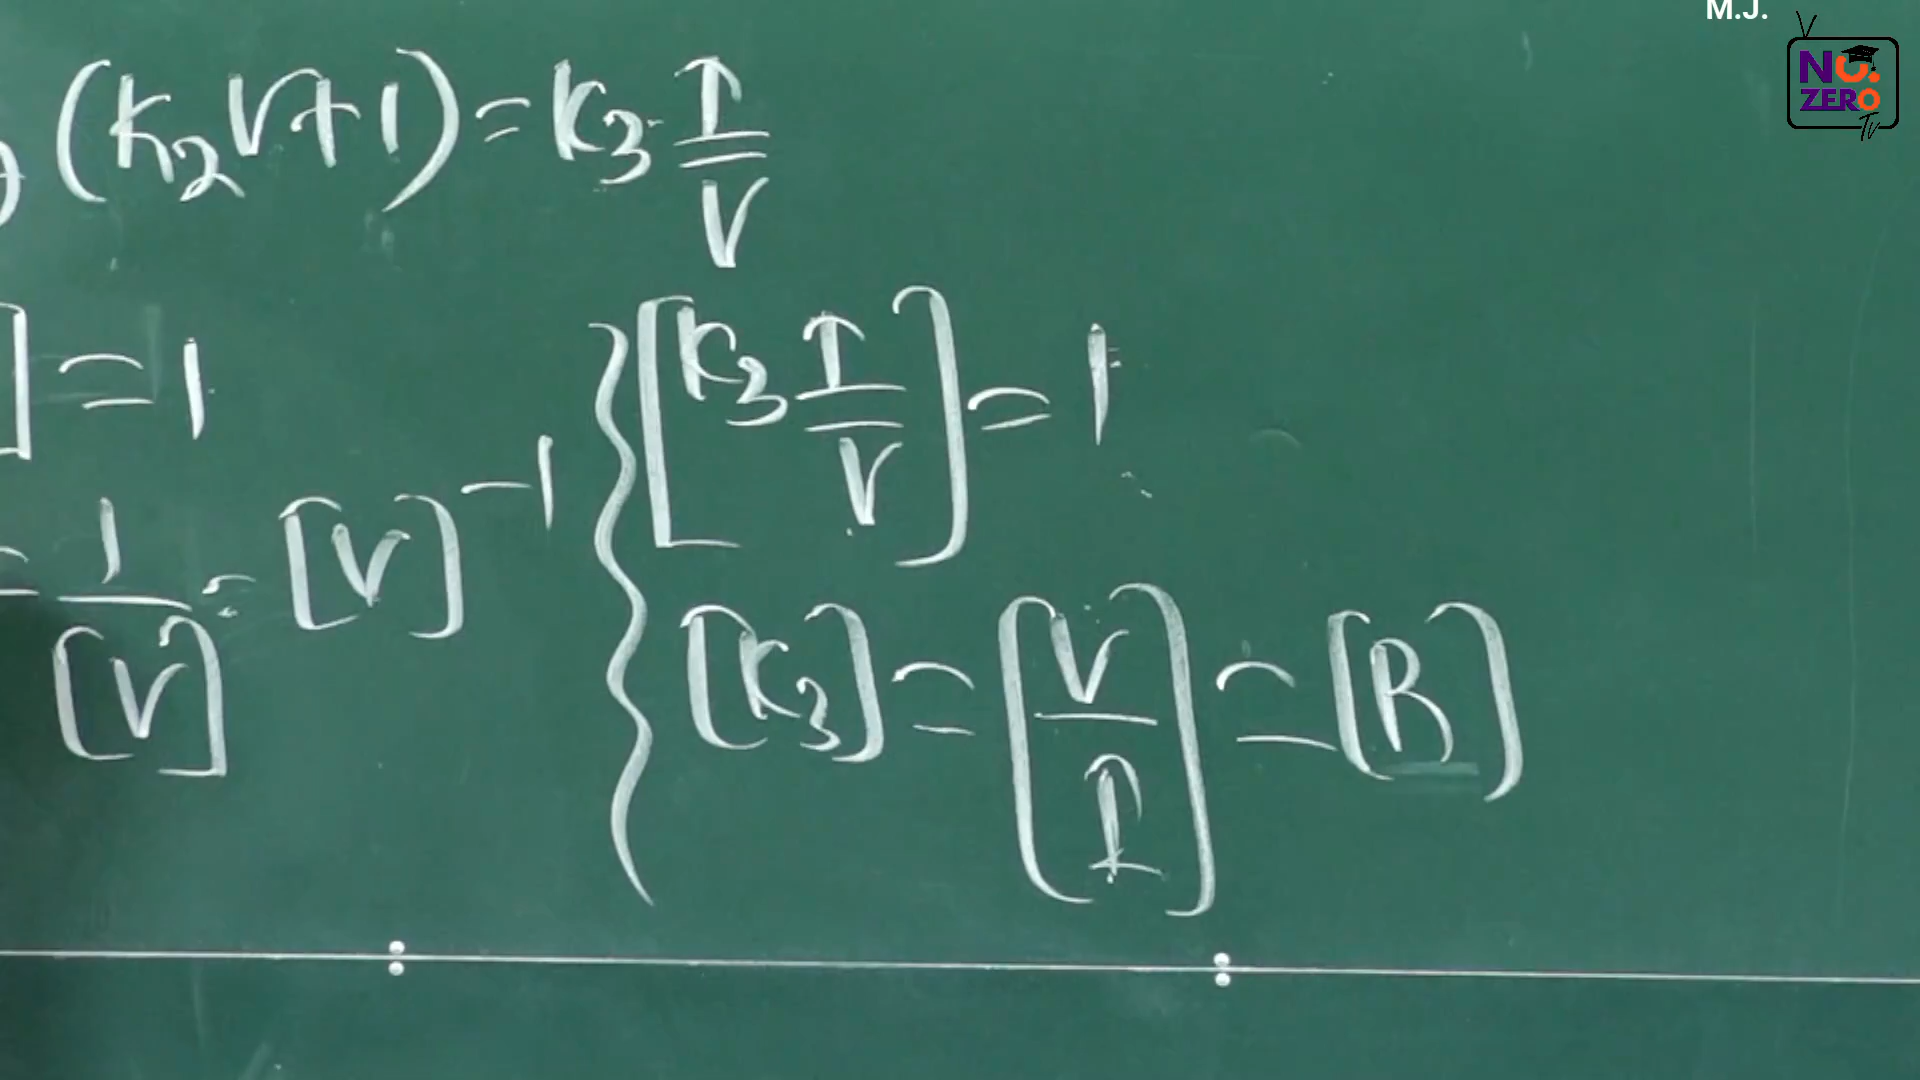 M.J.
NO.
ZERO
Tv
) (K₂V+1) = K₃ I/V
] = 1
= 1/[V] = [V]⁻¹
[K₃ I/V] = 1
[K₃] = [V/I] = [R]